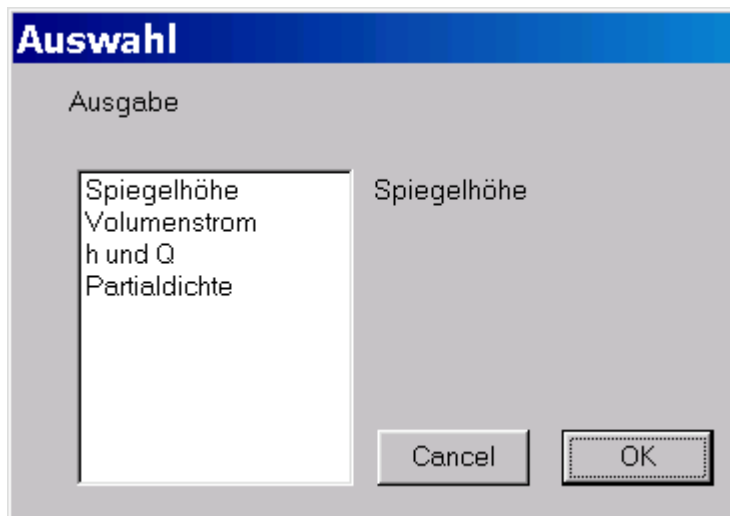 Auswahl
Ausgabe
Spiegelhöhe
Volumenstrom
h und Q
Partialdichte
Spiegelhöhe
Cancel
OK